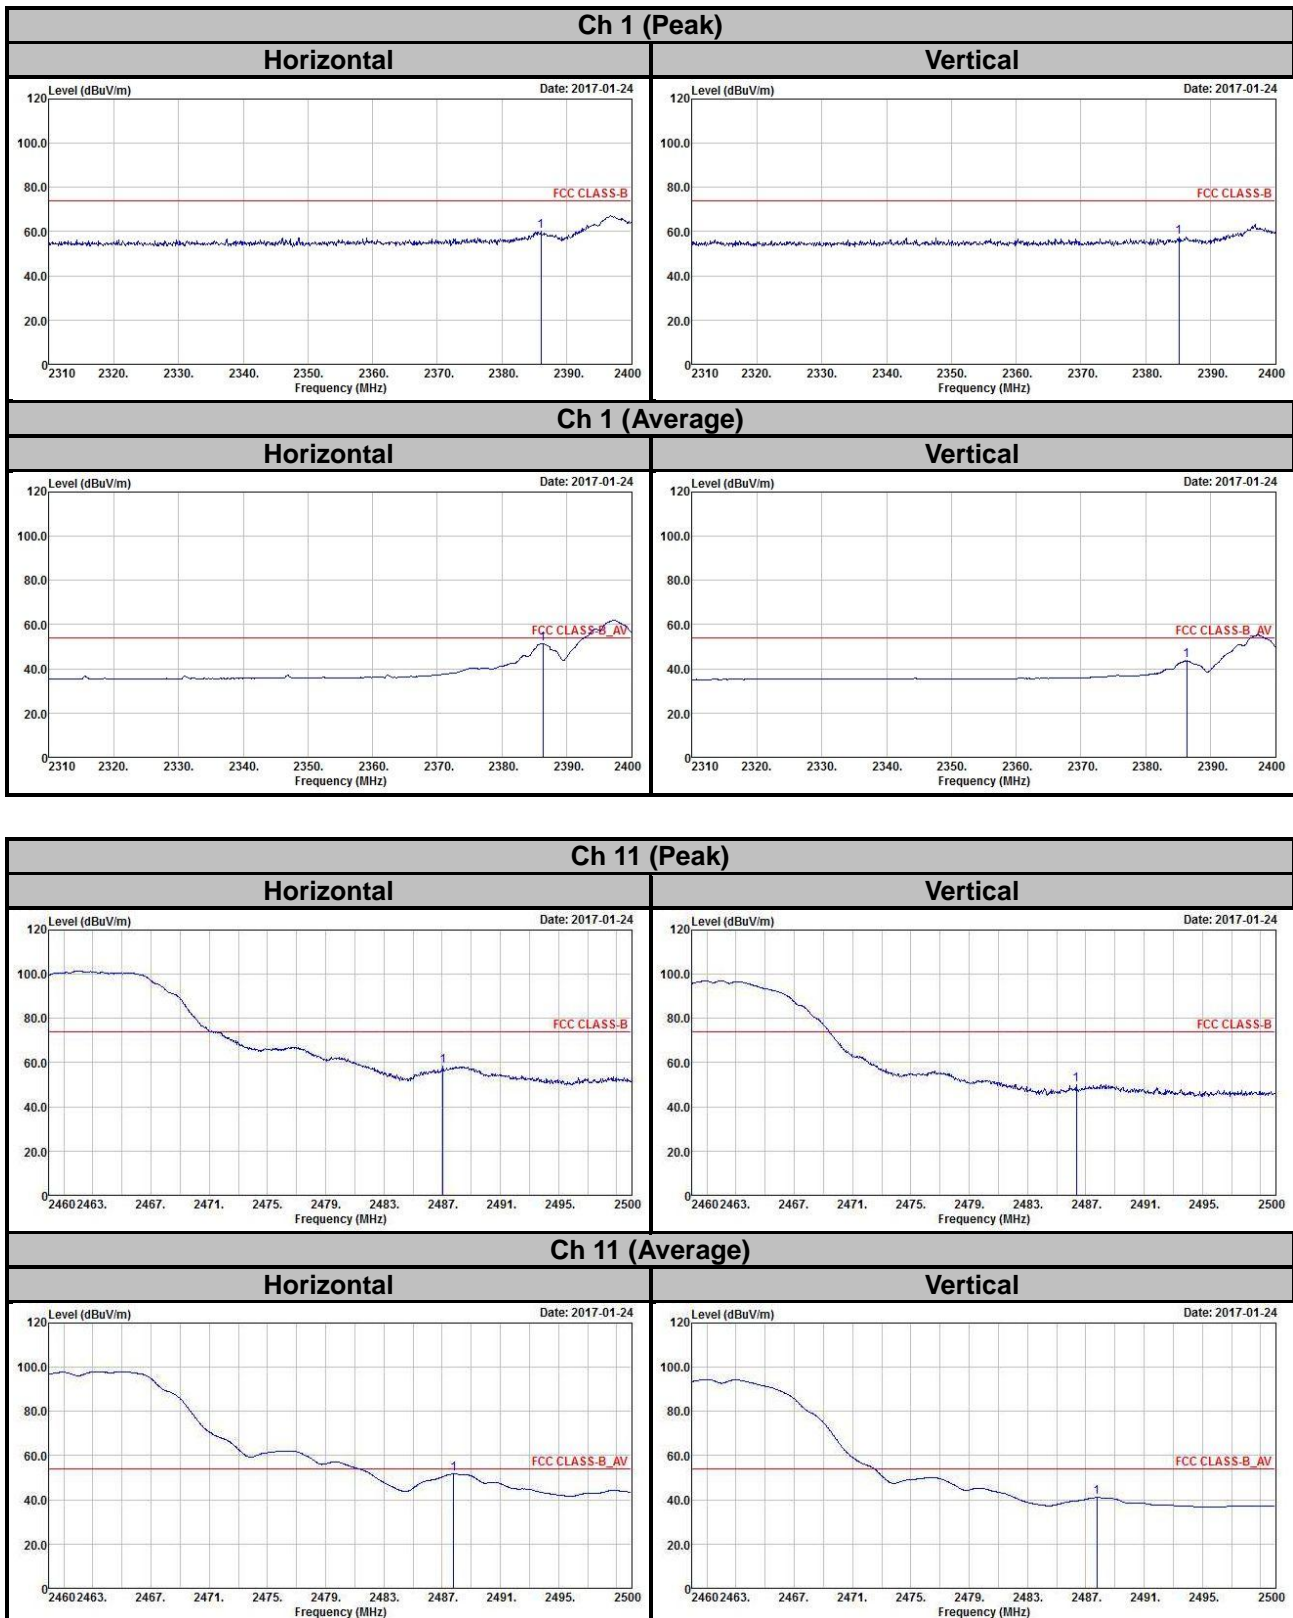 Ch 1 (Peak)
Horizontal Vertical
Level (dBuV/m) Date: 2017-01-24
120
100.0
80.0
60.0
40.0
20.0
0
FCC CLASS-B
1
2310 2320. 2330. 2340. 2350. 2360. 2370. 2380. 2390. 2400
Frequency (MHz)
Level (dBuV/m) Date: 2017-01-24
120
100.0
80.0
60.0
40.0
20.0
0
FCC CLASS-B
1
2310 2320. 2330. 2340. 2350. 2360. 2370. 2380. 2390. 2400
Frequency (MHz)
Ch 1 (Average)
Horizontal Vertical
Level (dBuV/m) Date: 2017-01-24
120
100.0
80.0
60.0
40.0
20.0
0
FCC CLASS-B_AV
1
2310 2320. 2330. 2340. 2350. 2360. 2370. 2380. 2390. 2400
Frequency (MHz)
Level (dBuV/m) Date: 2017-01-24
120
100.0
80.0
60.0
40.0
20.0
0
FCC CLASS-B_AV
1
2310 2320. 2330. 2340. 2350. 2360. 2370. 2380. 2390. 2400
Frequency (MHz)
Ch 11 (Peak)
Horizontal Vertical
Level (dBuV/m) Date: 2017-01-24
120
100.0
80.0
60.0
40.0
20.0
0
FCC CLASS-B
1
2460 2463. 2467. 2471. 2475. 2479. 2483. 2487. 2491. 2495. 2500
Frequency (MHz)
Level (dBuV/m) Date: 2017-01-24
120
100.0
80.0
60.0
40.0
20.0
0
FCC CLASS-B
1
2460 2463. 2467. 2471. 2475. 2479. 2483. 2487. 2491. 2495. 2500
Frequency (MHz)
Ch 11 (Average)
Horizontal Vertical
Level (dBuV/m) Date: 2017-01-24
120
100.0
80.0
60.0
40.0
20.0
0
FCC CLASS-B_AV
1
2460 2463. 2467. 2471. 2475. 2479. 2483. 2487. 2491. 2495. 2500
Frequency (MHz)
Level (dBuV/m) Date: 2017-01-24
120
100.0
80.0
60.0
40.0
20.0
0
FCC CLASS-B_AV
1
2460 2463. 2467. 2471. 2475. 2479. 2483. 2487. 2491. 2495. 2500
Frequency (MHz)